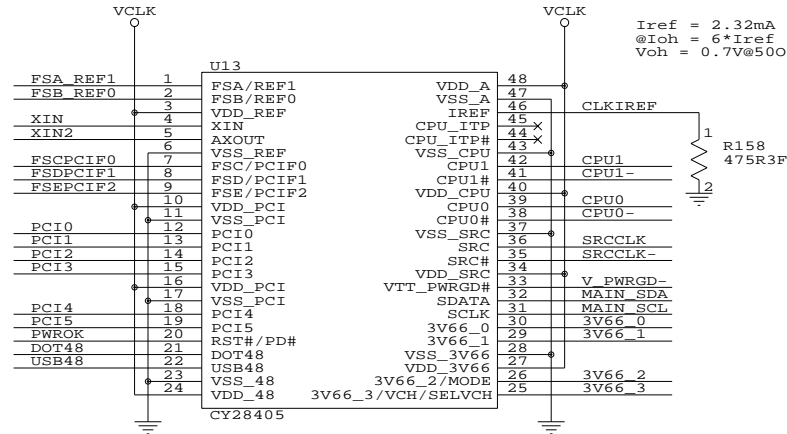 VCLK
VCLK
Iref = 2.32mA
@Ioh = 6*Iref
Voh = 0.7V@50O
U13
FSA_REF1 1 FSA/REF1 VDD_A 48
FSB_REF0 2 FSB/REF0 VSS_A 47
3 VDD_REF IREF 46 CLKIREF
XIN 4 XIN CPU_ITP 45
XIN2 5 AXOUT CPU_ITP# 44
6 VSS_REF VSS_CPU 43
FSCPCIF0 7 FSC/PCIF0 CPU1 42 CPU1
FSDPCIF1 8 FSD/PCIF1 CPU1# 41 CPU1-
FSEPCIF2 9 FSE/PCIF2 VDD_CPU 40
10 VDD_PCI CPU0 39 CPU0
11 VSS_PCI CPU0# 38 CPU0-
PCI0 12 PCI0 VSS_SRC 37
PCI1 13 PCI1 SRC 36 SRCCLK
PCI2 14 PCI2 SRC# 35 SRCCLK-
PCI3 15 PCI3 VDD_SRC 34
16 VDD_PCI VTT_PWRGD# 33 V_PWRGD-
17 VSS_PCI SDATA 32 MAIN_SDA
PCI4 18 PCI4 SCLK 31 MAIN_SCL
PCI5 19 PCI5 3V66_0 30 3V66_0
PWROK 20 RST#/PD# 3V66_1 29 3V66_1
DOT48 21 DOT48 VSS_3V66 28
USB48 22 USB48 VDD_3V66 27
23 VSS_48 3V66_2/MODE 26 3V66_2
24 VDD_48 3V66_3/VCH/SELVCH 25 3V66_3
CY28405
1
R158
475R3F
2